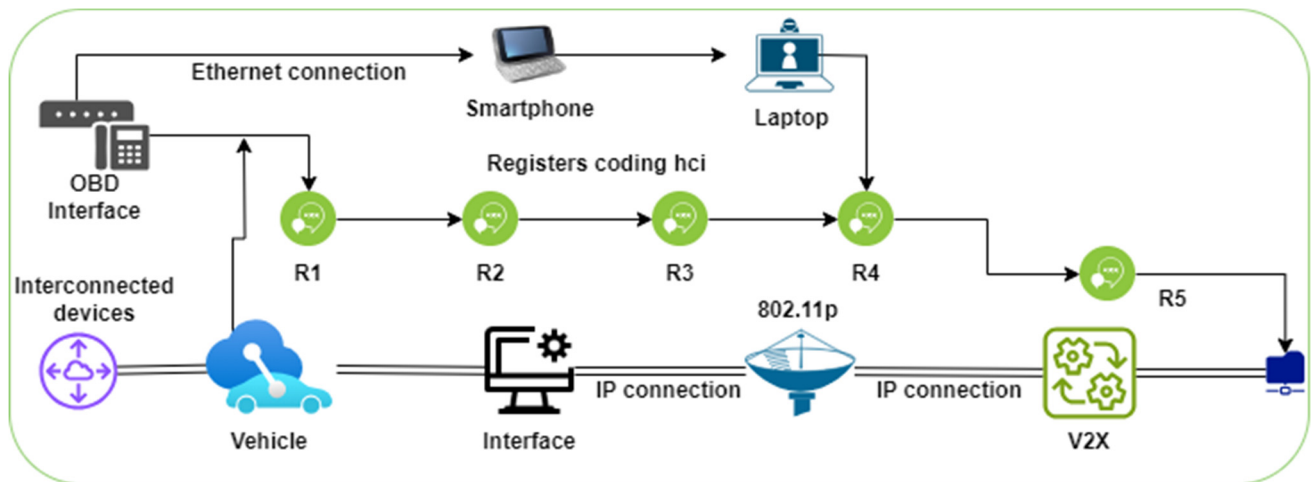 Ethernet connection
Smartphone
Laptop
OBD
Interface
Registers coding hci
R1
R2
R3
R4
R5
Interconnected
devices
802.11p
IP connection
IP connection
Vehicle
Interface
V2X